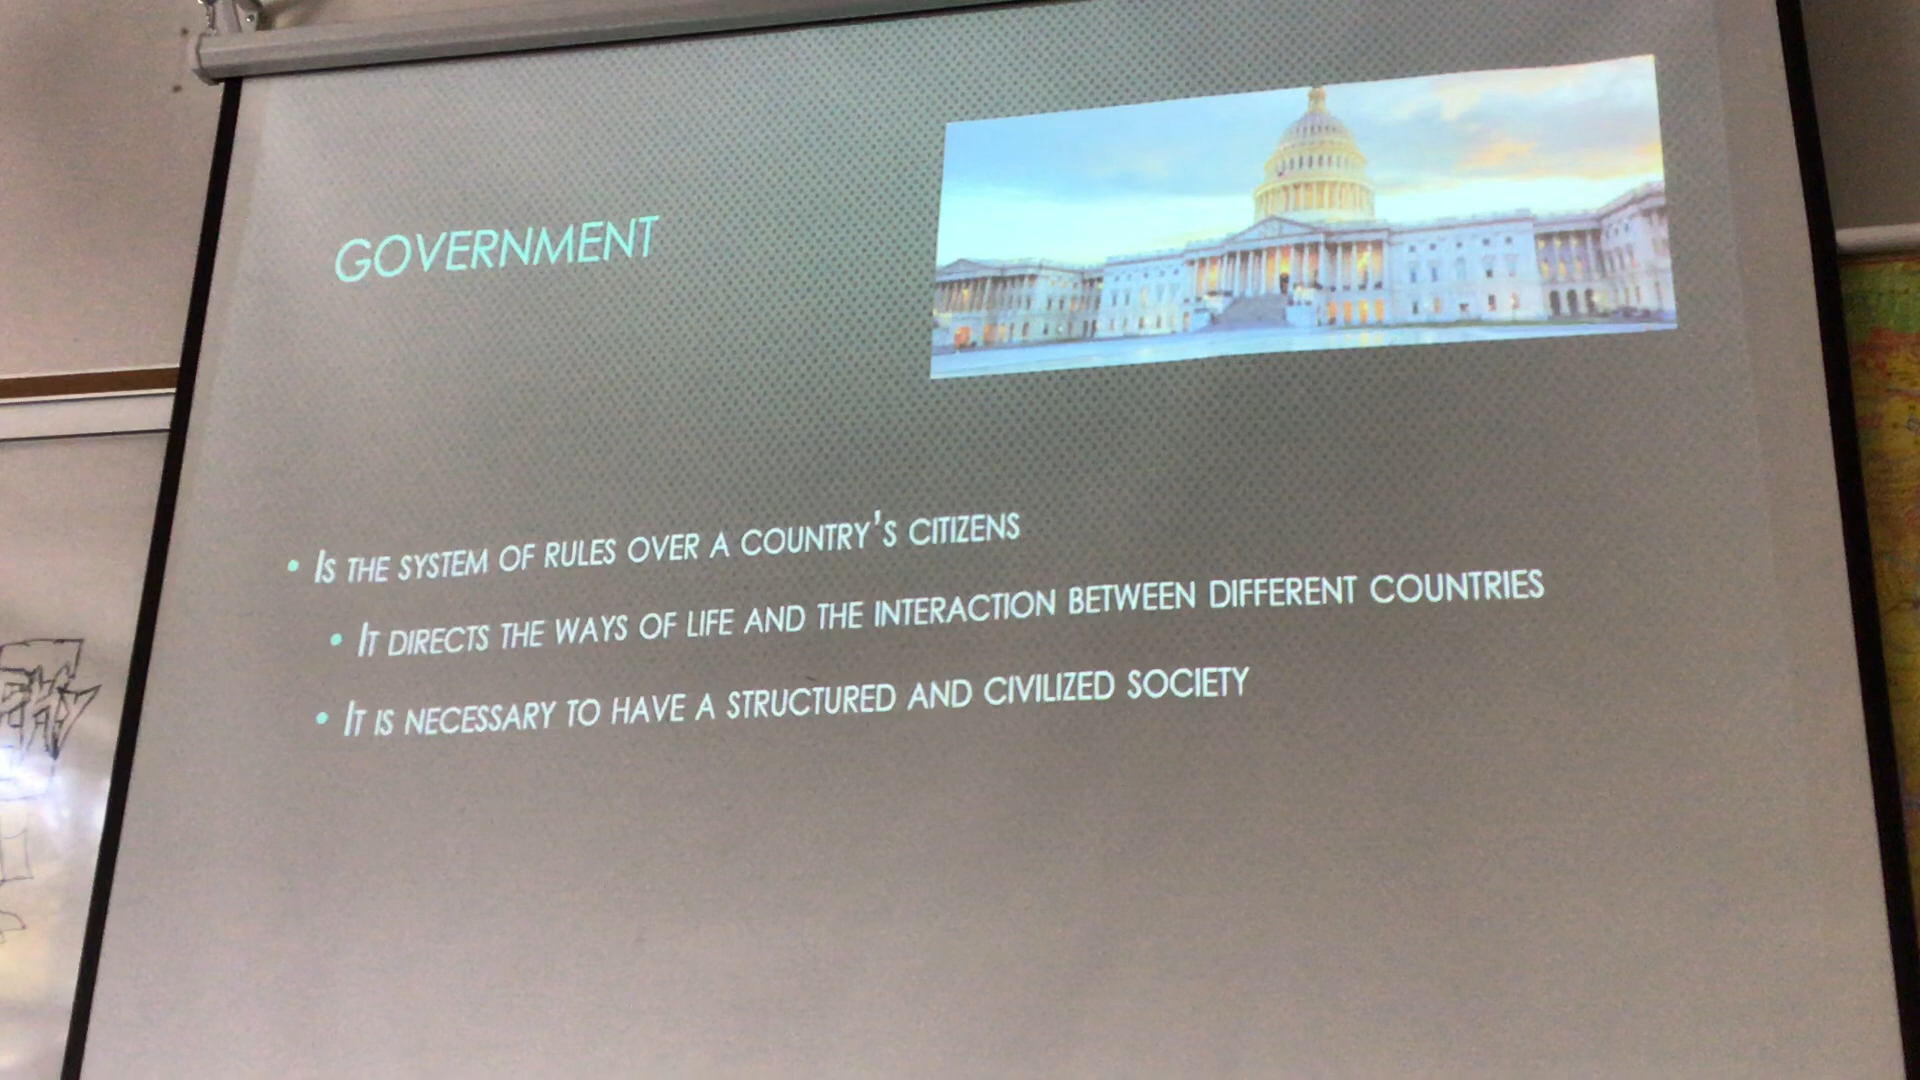 GOVERNMENT
• IS THE SYSTEM OF RULES OVER A COUNTRY'S CITIZENS
• IT DIRECTS THE WAYS OF LIFE AND THE INTERACTION BETWEEN DIFFERENT COUNTRIES
• IT IS NECESSARY TO HAVE A STRUCTURED AND CIVILIZED SOCIETY